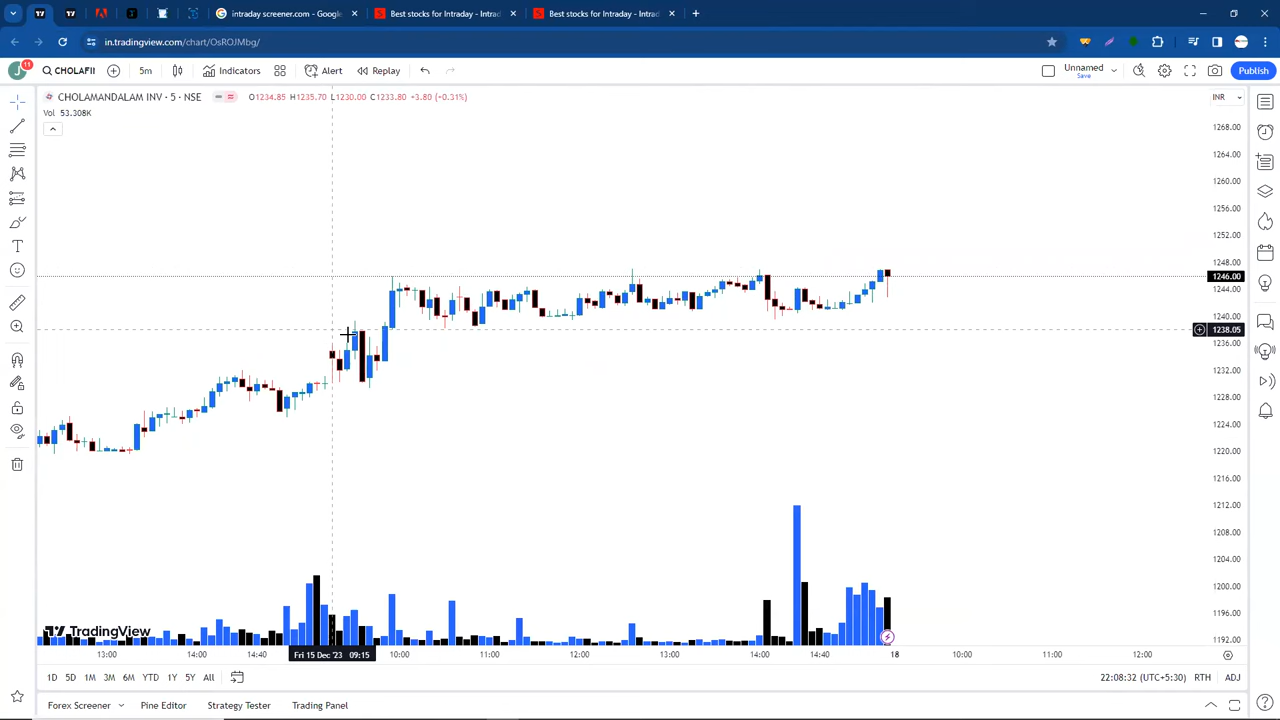 intraday screener.com - Google
Best stocks for Intraday - Intrad
Best stocks for Intraday - Intrad
in.tradingview.com/chart/OsROJMbg/
J
11
CHOLAFII
5m
Indicators
Alert
Replay
Unnamed
Save
Publish
CHOLAMANDALAM INV · 5 · NSE
O1234.85 H1235.70 L1230.00 C1233.80 +3.80 (+0.31%)
INR
Vol 53.308K
1268.00
1264.00
1260.00
1256.00
1252.00
1248.00
1246.00
1244.00
1240.00
1238.05
1236.00
1232.00
1228.00
1224.00
1220.00
1216.00
1212.00
1208.00
1204.00
1200.00
1196.00
1192.00
TradingView
13:00
14:00
14:40
Fri 15 Dec '23 09:15
10:00
11:00
12:00
13:00
14:00
14:40
18
10:00
11:00
12:00
1D 5D 1M 3M 6M YTD 1Y 5Y All
22:08:32 (UTC+5:30) RTH ADJ
Forex Screener
Pine Editor
Strategy Tester
Trading Panel